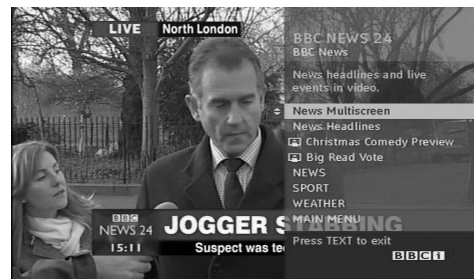 LIVE North London
BBC NEWS 24
BBC News
News headlines and live
events in video.
News Multiscreen
News Headlines
Christmas Comedy Preview
Big Read Vote
NEWS
SPORT
WEATHER
MAIN MENU
Press TEXT to exit
BBCi
BBC
NEWS 24
15:11
JOGGER STABBING
Suspect was